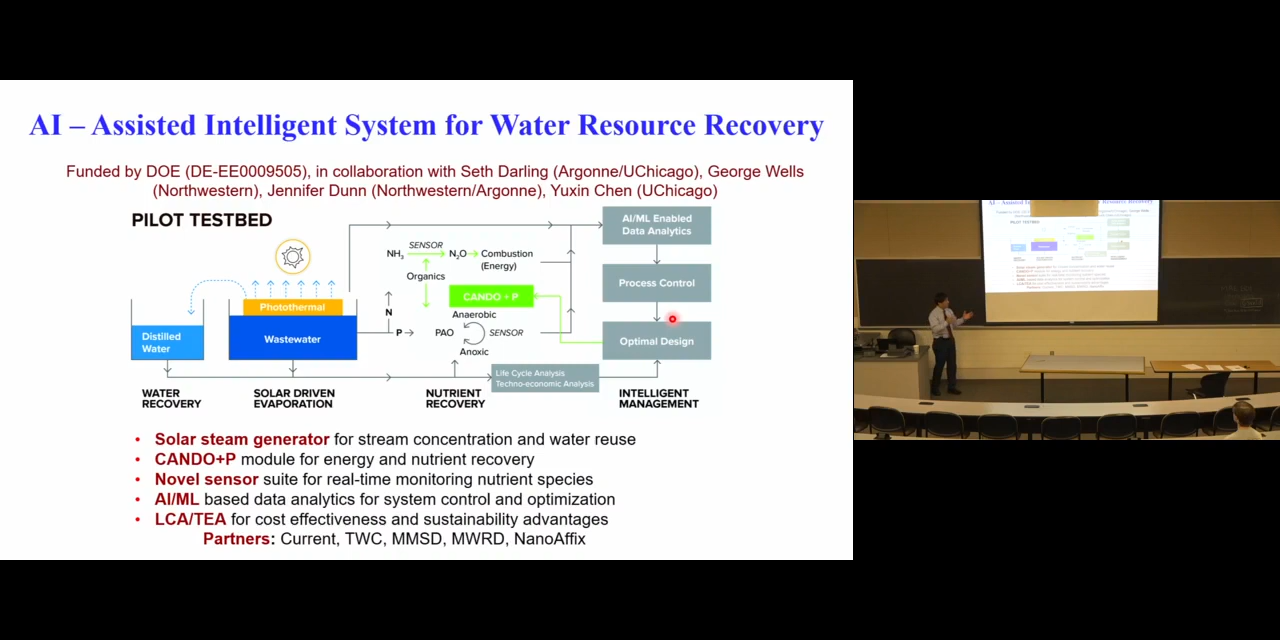 AI – Assisted Intelligent System for Water Resource Recovery
Funded by DOE (DE-EE0009505), in collaboration with Seth Darling (Argonne/UChicago), George Wells
(Northwestern), Jennifer Dunn (Northwestern/Argonne), Yuxin Chen (UChicago)
PILOT TESTBED
AI/ML Enabled
Data Analytics
SENSOR
NH₃
N₂O
Combustion
(Energy)
Organics
Process Control
CANDO + P
Photothermal
N
Anaerobic
Distilled
Water
Wastewater
P
PAO
SENSOR
Anoxic
Optimal Design
Life Cycle Analysis
Techno-economic Analysis
WATER
RECOVERY
SOLAR DRIVEN
EVAPORATION
NUTRIENT
RECOVERY
INTELLIGENT
MANAGEMENT
• Solar steam generator for stream concentration and water reuse
• CANDO+P module for energy and nutrient recovery
• Novel sensor suite for real-time monitoring nutrient species
• AI/ML based data analytics for system control and optimization
• LCA/TEA for cost effectiveness and sustainability advantages
Partners: Current, TWC, MMSD, MWRD, NanoAffix
PILOT TESTBED